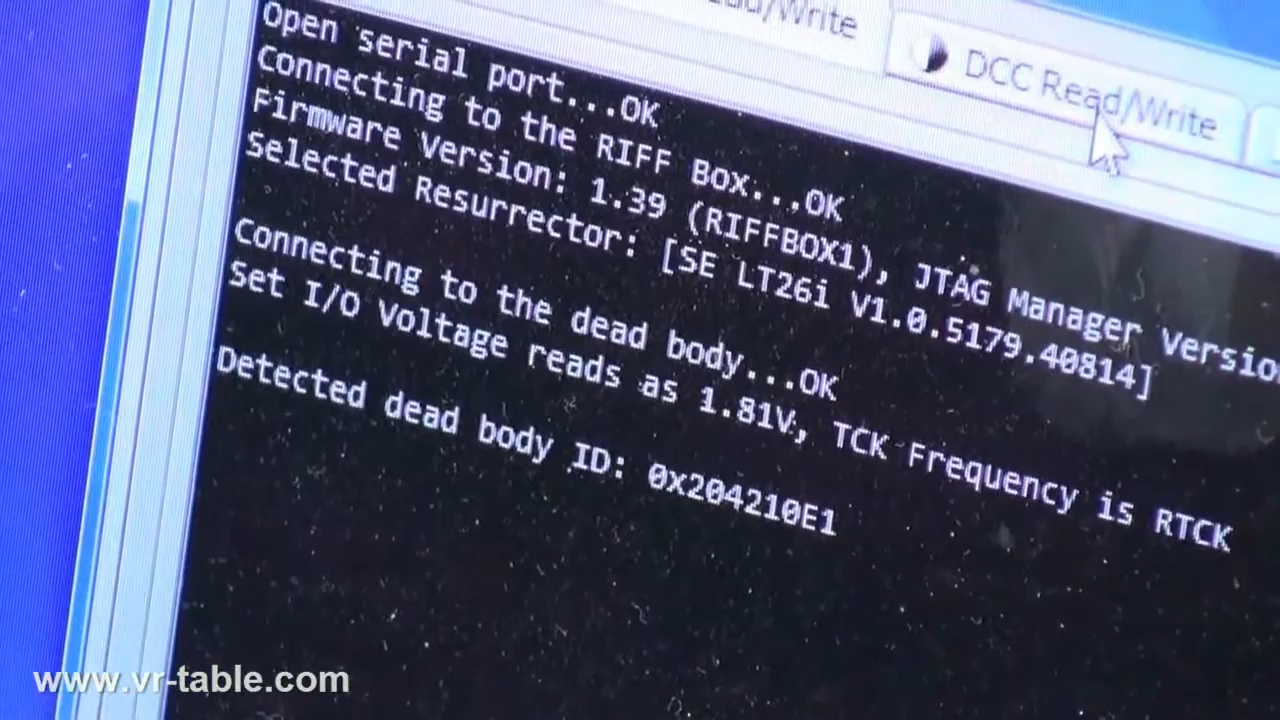 /Write
DCC Read/Write
Open serial port...OK
Connecting to the RIFF Box...OK
Firmware Version: 1.39 (RIFFBOX1), JTAG Manager
Selected Resurrector: [SE LT26i V1.0.5179.40814]
Connecting to the dead body...OK
Set I/O Voltage reads as 1.81V, TCK Frequency is RTCK
Detected dead body ID: 0x204210E1
www.vr-table.com